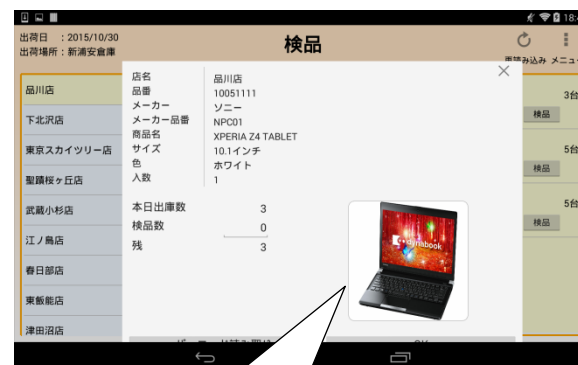 18:4
出荷日 ：2015/10/30
出荷場所：新浦安倉庫
検品
再読み込み メニュー
品川店
下北沢店
東京スカイツリー店
聖蹟桜ヶ丘店
武蔵小杉店
江ノ島店
春日部店
東飯能店
津田沼店
店名 品川店
品番 10051111
メーカー ソニー
メーカー品番 NPC01
商品名 XPERIA Z4 TABLET
サイズ 10.1インチ
色 ホワイト
入数 1
本日出庫数 3
検品数 0
残 3
dynabook
3台
検品
5台
検品
5台
検品
OK